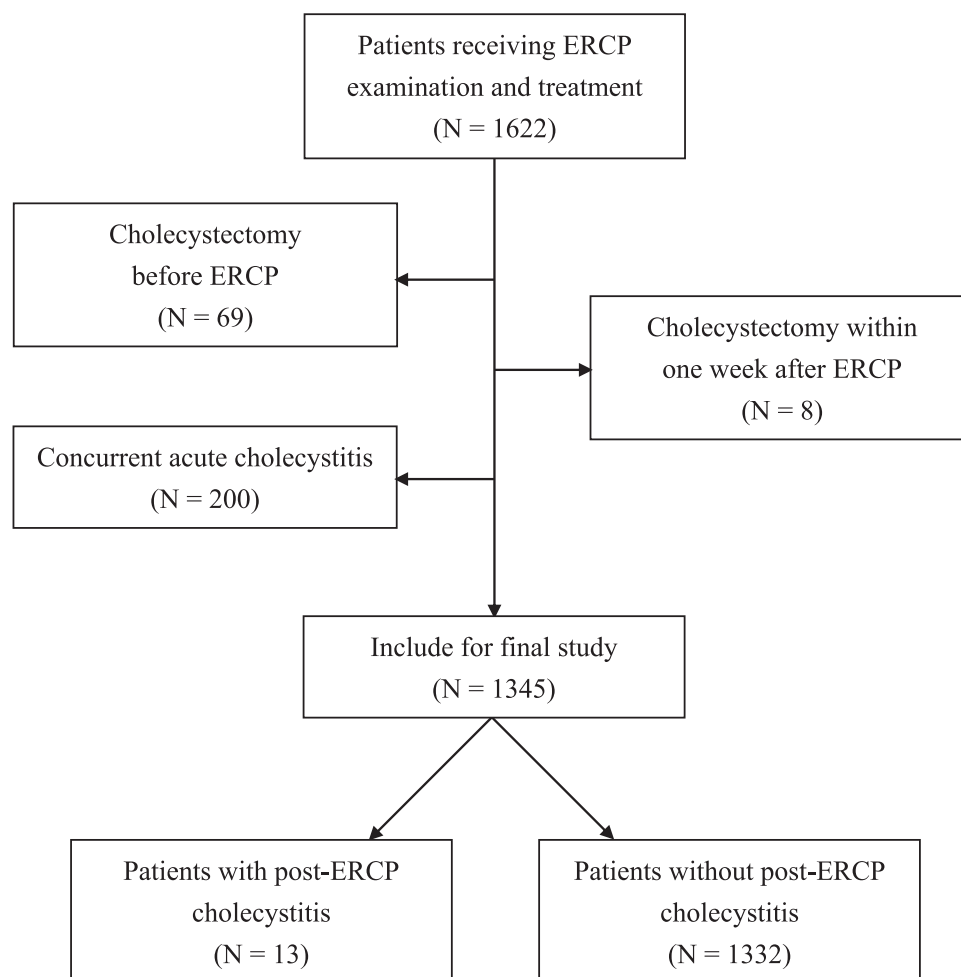 Patients receiving ERCP
examination and treatment
(N = 1622)
Cholecystectomy
before ERCP
(N = 69)
Cholecystectomy within
one week after ERCP
(N = 8)
Concurrent acute cholecystitis
(N = 200)
Include for final study
(N = 1345)
Patients with post-ERCP
cholecystitis
(N = 13)
Patients without post-ERCP
cholecystitis
(N = 1332)